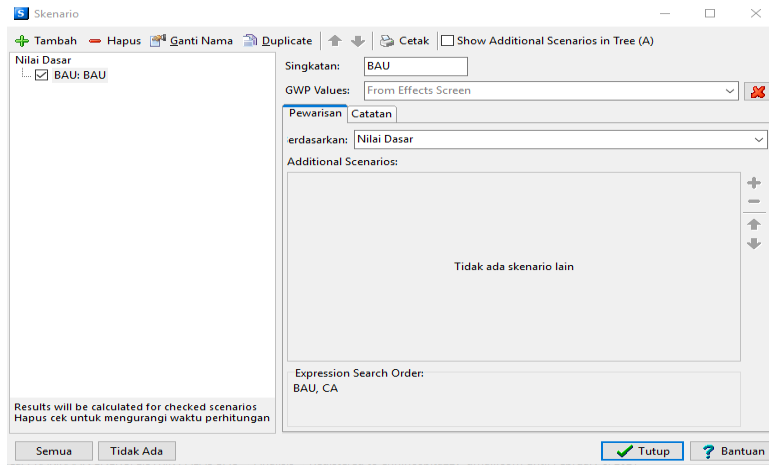 S Skenario
Tambah Hapus Ganti Nama Duplicate Cetak Show Additional Scenarios in Tree (A)
Nilai Dasar
BAU: BAU
Singkatan: BAU
GWP Values: From Effects Screen
Pewarisan Catatan
erdasarkan: Nilai Dasar
Additional Scenarios:
Tidak ada skenario lain
Expression Search Order:
BAU, CA
Results will be calculated for checked scenarios
Hapus cek untuk mengurangi waktu perhitungan
Semua Tidak Ada Tutup ? Bantuan